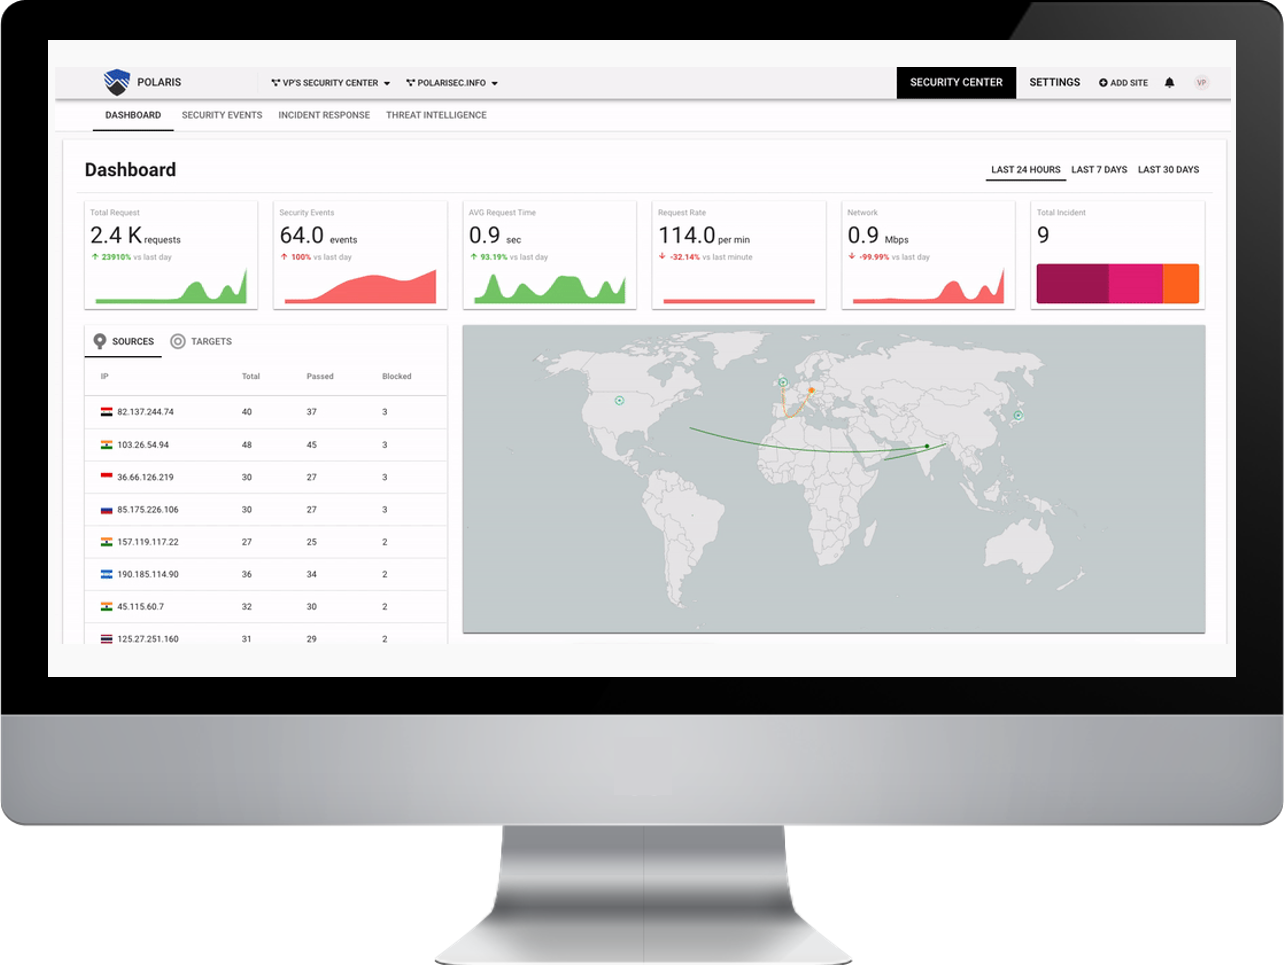 POLARIS VP'S SECURITY CENTER POLARISEC.INFO SECURITY CENTER SETTINGS ADD SITE VP
DASHBOARD SECURITY EVENTS INCIDENT RESPONSE THREAT INTELLIGENCE
Dashboard LAST 24 HOURS LAST 7 DAYS LAST 30 DAYS
Total Request
2.4 K requests
23910% vs last day
Security Events
64.0 events
100% vs last day
AVG Request Time
0.9 sec
93.19% vs last day
Request Rate
114.0 per min
-32.14% vs last minute
Network
0.9 Mbps
-99.99% vs last day
Total Incident
9
SOURCES TARGETS
IP Total Passed Blocked
82.137.244.74 40 37 3
103.26.54.94 48 45 3
36.66.126.219 30 27 3
85.175.226.106 30 27 3
157.119.117.22 27 25 2
190.185.114.90 36 34 2
45.115.60.7 32 30 2
125.27.251.160 31 29 2